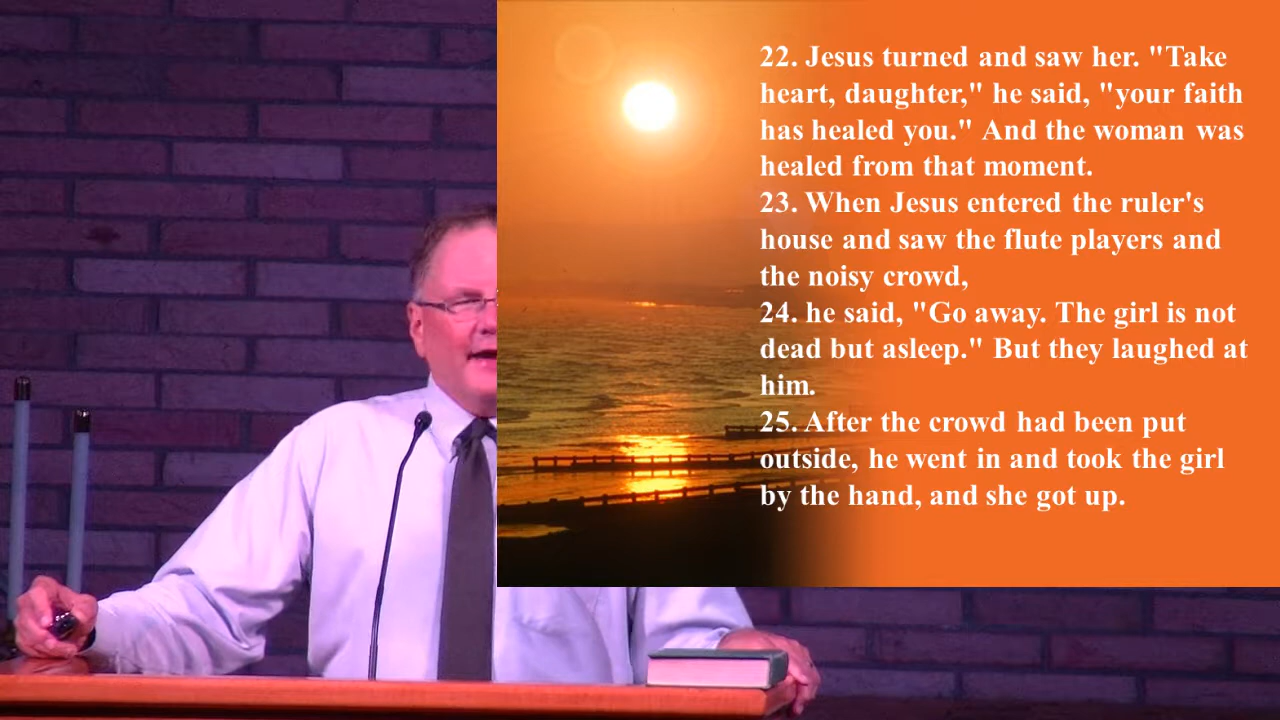 22. Jesus turned and saw her. "Take
heart, daughter," he said, "your faith
has healed you." And the woman was
healed from that moment.
23. When Jesus entered the ruler's
house and saw the flute players and
the noisy crowd,
24. he said, "Go away. The girl is not
dead but asleep." But they laughed at
him.
25. After the crowd had been put
outside, he went in and took the girl
by the hand, and she got up.